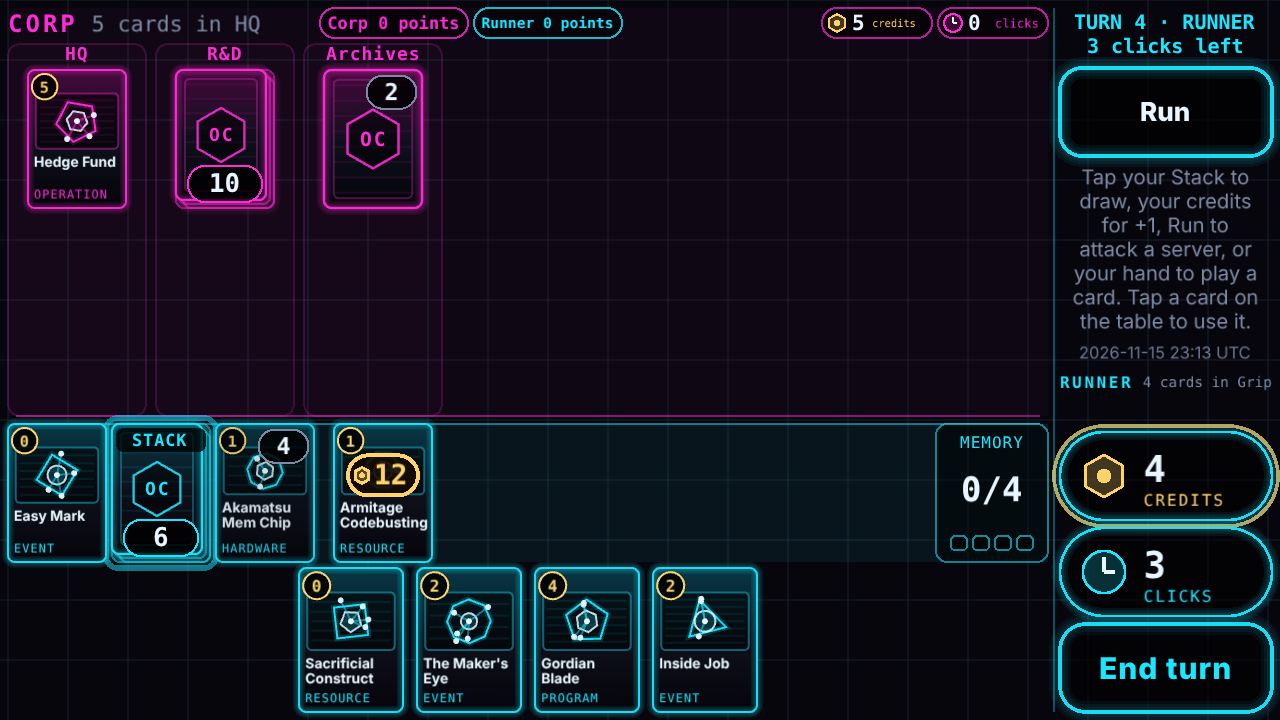 CORP 5 cards in HQ
Corp 0 points
Runner 0 points
5 credits
0 clicks
TURN 4 · RUNNER
3 clicks left
HQ
R&D
Archives
5
Hedge Fund
OPERATION
OC
10
2
OC
Run
Tap your Stack to
draw, your credits
for +1, Run to
attack a server, or
your hand to play a
card. Tap a card on
the table to use it.
2026-11-15 23:13 UTC
RUNNER 4 cards in Grip
0
Easy Mark
EVENT
STACK
OC
6
1
4
Akamatsu
Mem Chip
HARDWARE
1
12
Armitage
Codebusting
RESOURCE
MEMORY
0/4
4
CREDITS
3
CLICKS
0
Sacrificial
Construct
RESOURCE
2
The Maker's
Eye
EVENT
4
Gordian
Blade
PROGRAM
2
Inside Job
EVENT
End turn